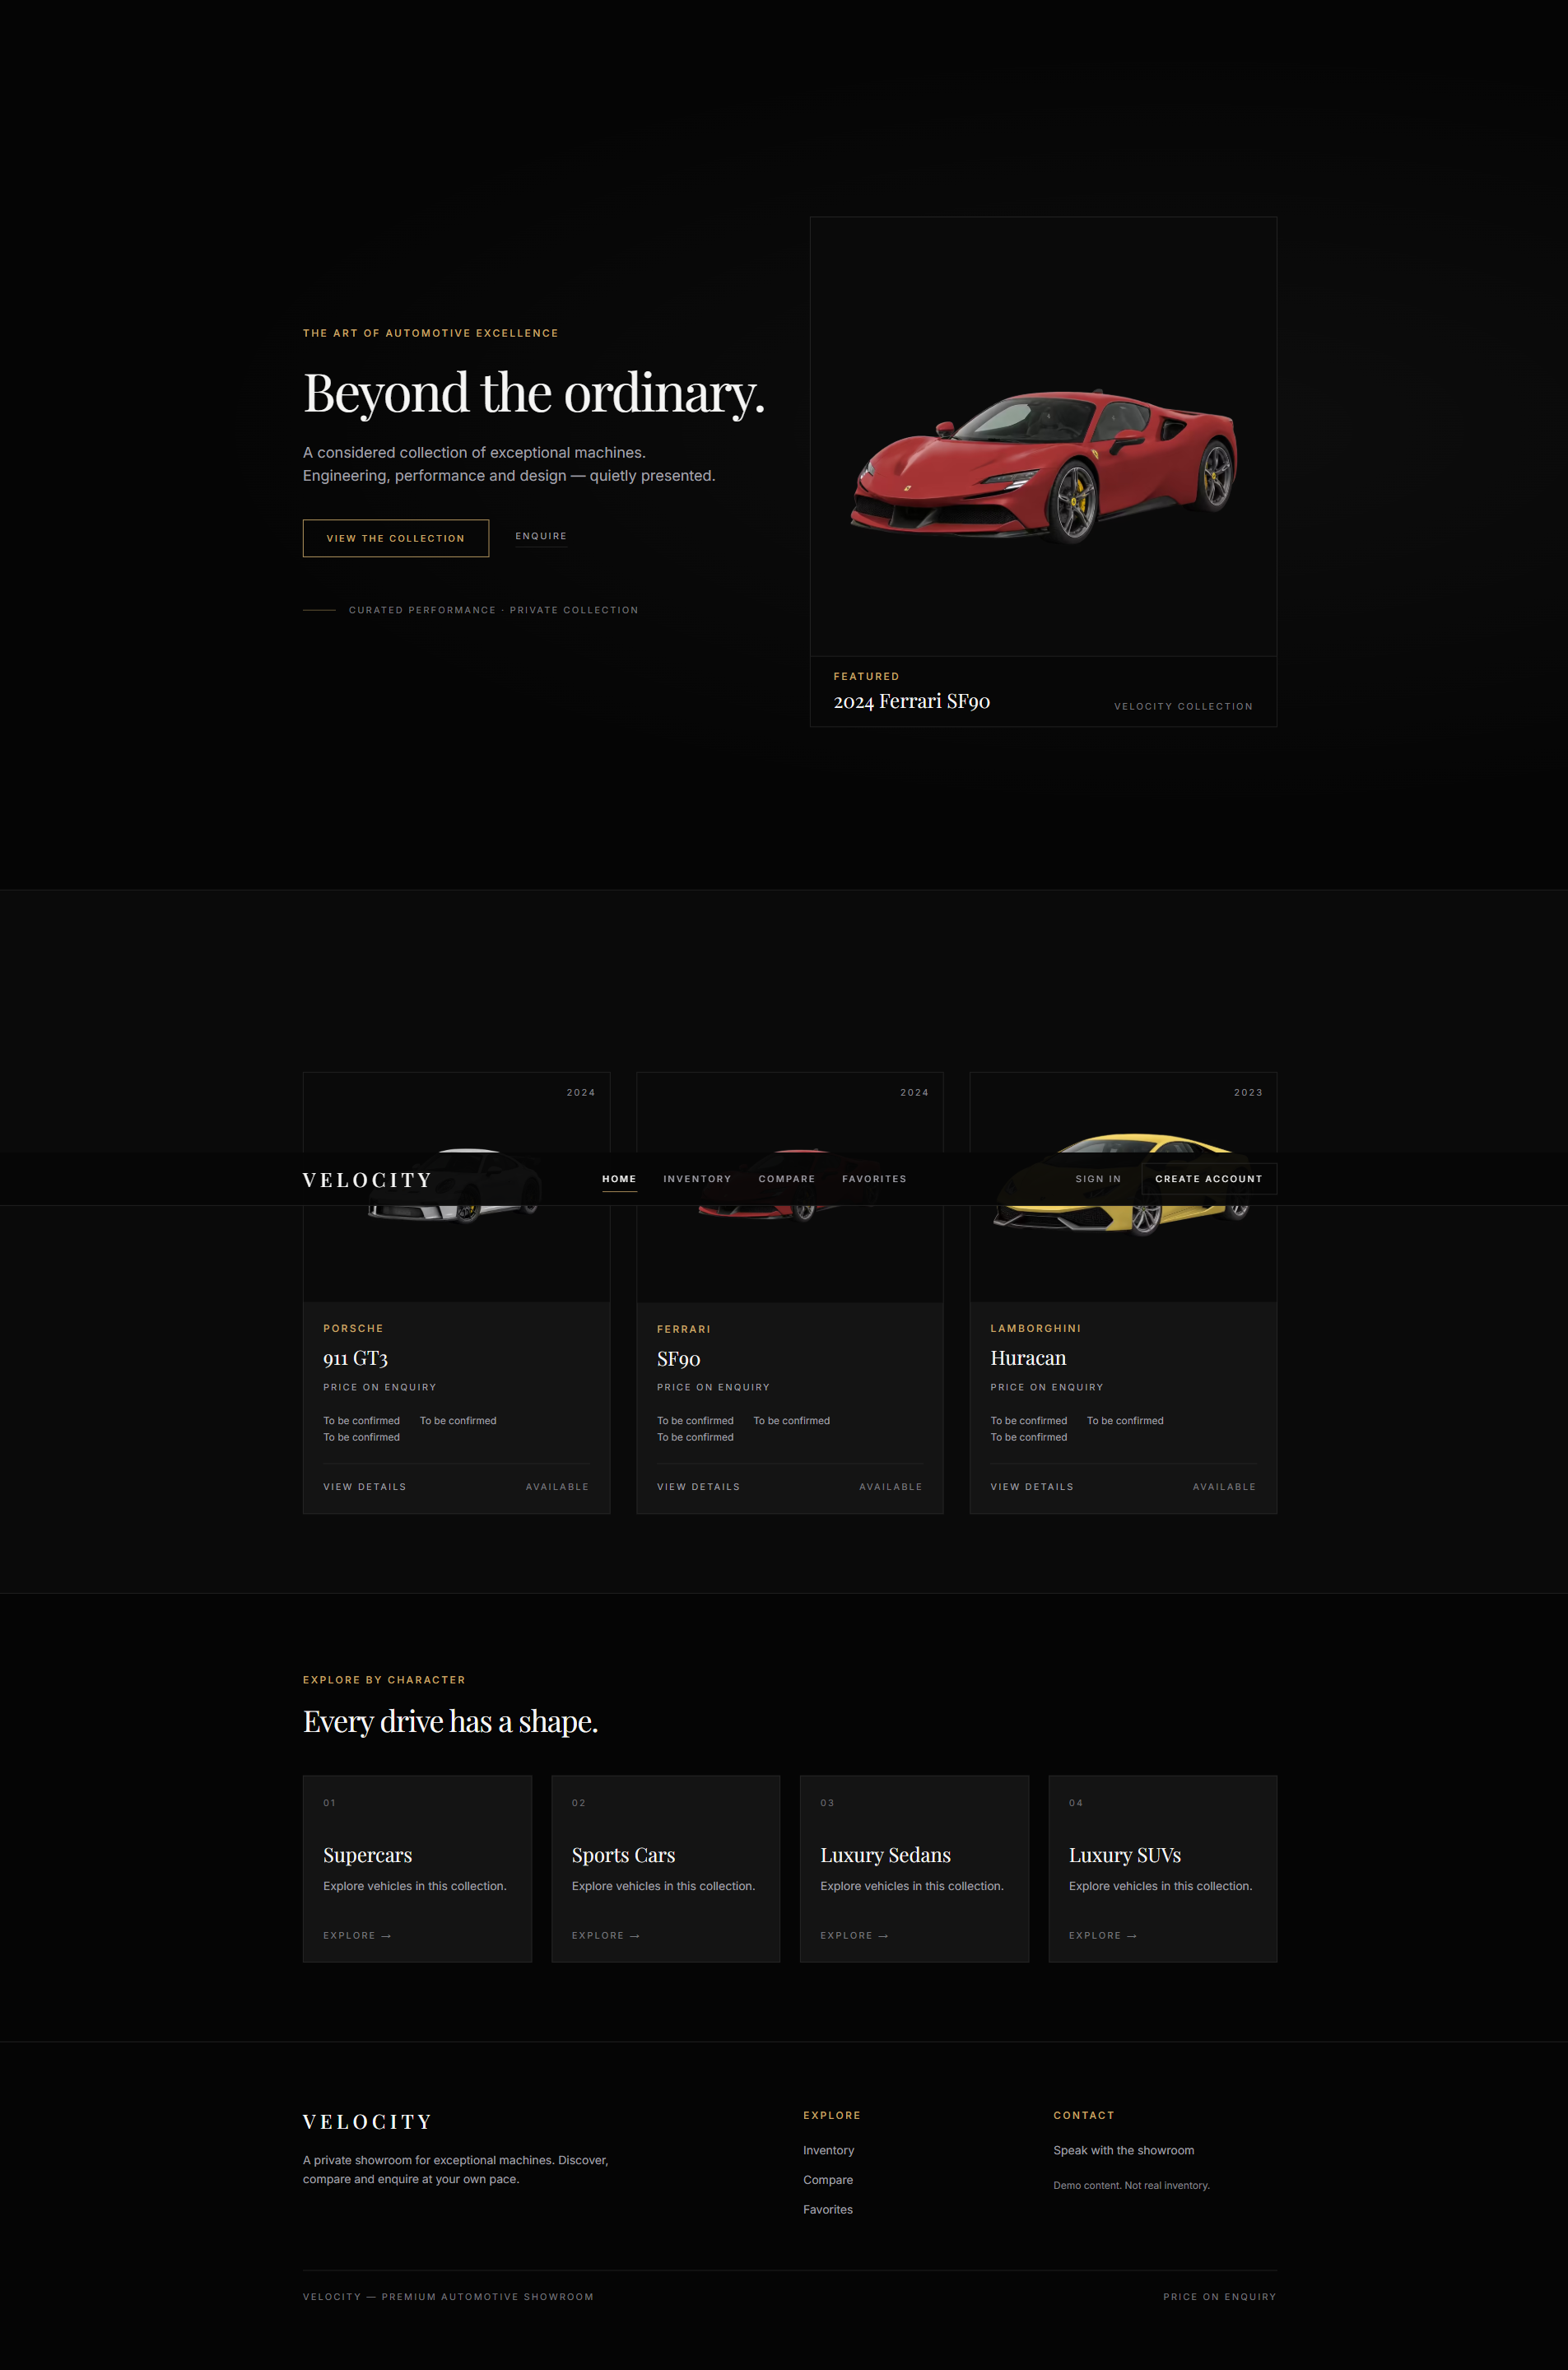 THE ART OF AUTOMOTIVE EXCELLENCE
Beyond the ordinary.
A considered collection of exceptional machines.
Engineering, performance and design — quietly presented.
VIEW THE COLLECTION
ENQUIRE
CURATED PERFORMANCE · PRIVATE COLLECTION
FEATURED
2024 Ferrari SF90
VELOCITY COLLECTION
2024
2024
2023
VELOCITY
HOME
INVENTORY
COMPARE
FAVORITES
SIGN IN
CREATE ACCOUNT
PORSCHE
911 GT3
PRICE ON ENQUIRY
To be confirmed
To be confirmed
To be confirmed
VIEW DETAILS
AVAILABLE
FERRARI
SF90
PRICE ON ENQUIRY
To be confirmed
To be confirmed
To be confirmed
VIEW DETAILS
AVAILABLE
LAMBORGHINI
Huracan
PRICE ON ENQUIRY
To be confirmed
To be confirmed
To be confirmed
VIEW DETAILS
AVAILABLE
EXPLORE BY CHARACTER
Every drive has a shape.
01
Supercars
Explore vehicles in this collection.
EXPLORE →
02
Sports Cars
Explore vehicles in this collection.
EXPLORE →
03
Luxury Sedans
Explore vehicles in this collection.
EXPLORE →
04
Luxury SUVs
Explore vehicles in this collection.
EXPLORE →
VELOCITY
A private showroom for exceptional machines. Discover,
compare and enquire at your own pace.
EXPLORE
Inventory
Compare
Favorites
CONTACT
Speak with the showroom
Demo content. Not real inventory.
VELOCITY — PREMIUM AUTOMOTIVE SHOWROOM
PRICE ON ENQUIRY